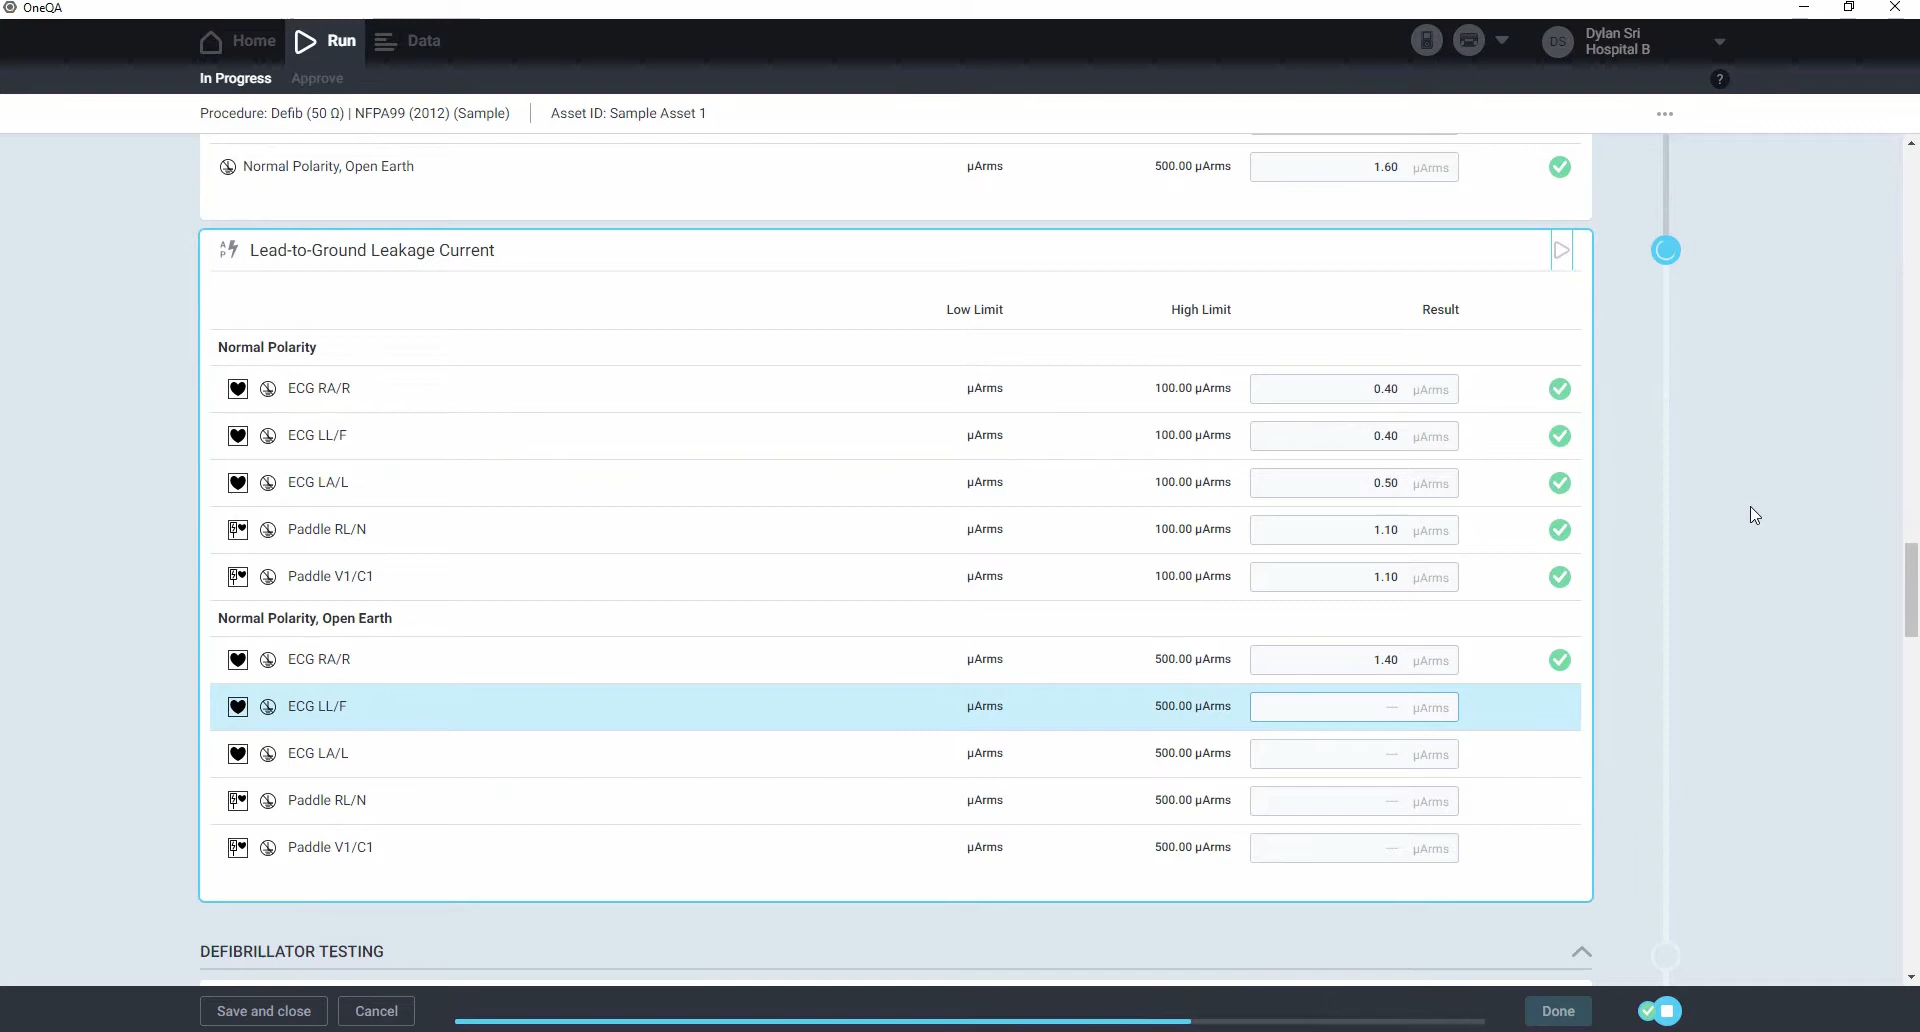 OneQA
Home Run Data
DS Dylan Sri
Hospital B
In Progress Approve ?
Procedure: Defib (50 Ω) | NFPA99 (2012) (Sample) Asset ID: Sample Asset 1
Normal Polarity, Open Earth µArms 500.00 µArms 1.60 µArms
AP Lead-to-Ground Leakage Current
Low Limit High Limit Result
Normal Polarity
ECG RA/R µArms 100.00 µArms 0.40 µArms
ECG LL/F µArms 100.00 µArms 0.40 µArms
ECG LA/L µArms 100.00 µArms 0.50 µArms
Paddle RL/N µArms 100.00 µArms 1.10 µArms
Paddle V1/C1 µArms 100.00 µArms 1.10 µArms
Normal Polarity, Open Earth
ECG RA/R µArms 500.00 µArms 1.40 µArms
ECG LL/F µArms 500.00 µArms — µArms
ECG LA/L µArms 500.00 µArms — µArms
Paddle RL/N µArms 500.00 µArms — µArms
Paddle V1/C1 µArms 500.00 µArms — µArms
DEFIBRILLATOR TESTING
Save and close Cancel Done